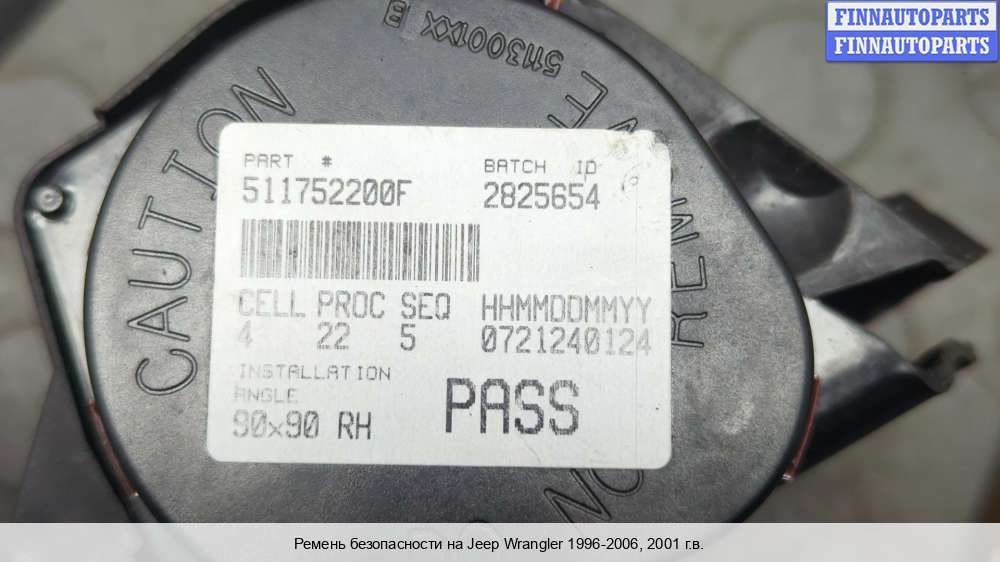 FINNAUTOPARTS
FINNAUTOPARTS
5113001XX B
CAUTION
PART # BATCH ID
511752200F 2825654
CELL PROC SEQ HHMMDDMMYY
4 22 5 0721240124
INSTALLATION
ANGLE
90x90 RH PASS
Ремень безопасности на Jeep Wrangler 1996-2006, 2001 г.в.